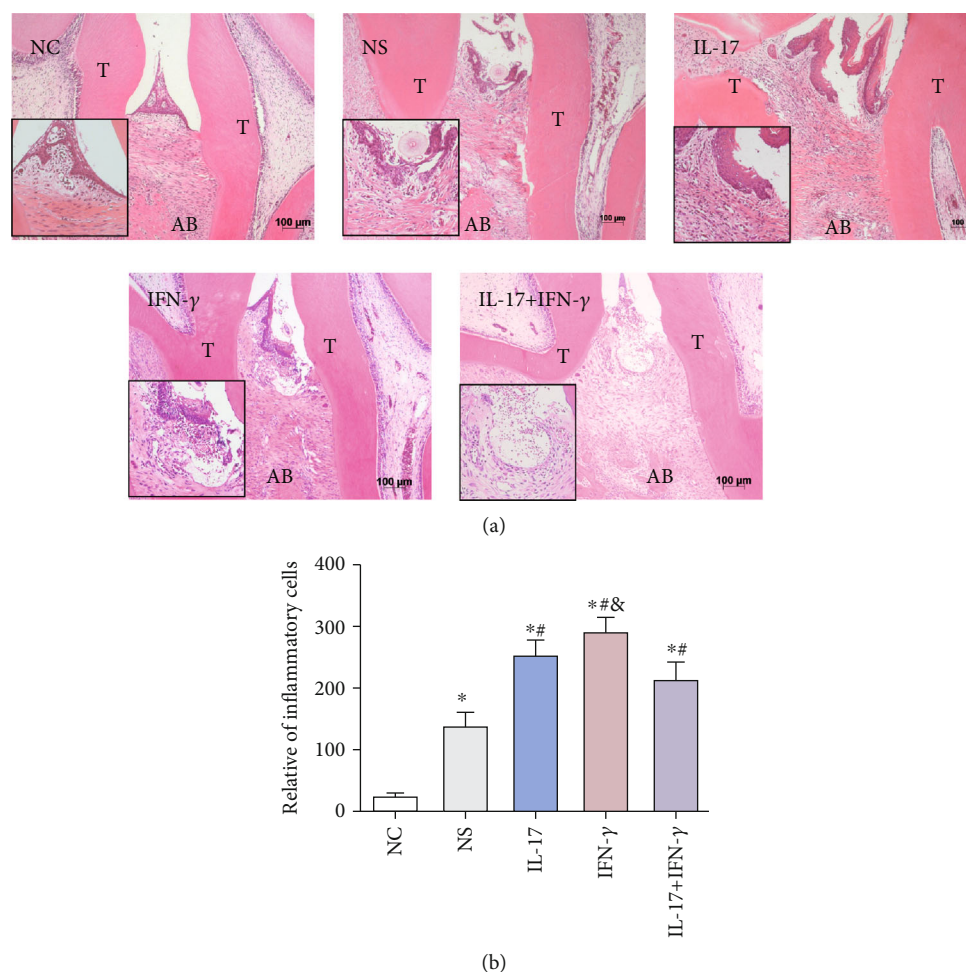 NC
T
T
AB
100 μm
NS
T
AB
100 μm
IL-17
T
T
AB
100
IFN-γ
T
T
AB
100 μm
IL-17+IFN-γ
T
T
AB
100 μm
(a)
Relative of inflammatory cells
400
300
200
100
0
*
*#
*#&
*#
NC
NS
IL-17
IFN-γ
IL-17+IFN-γ
(b)